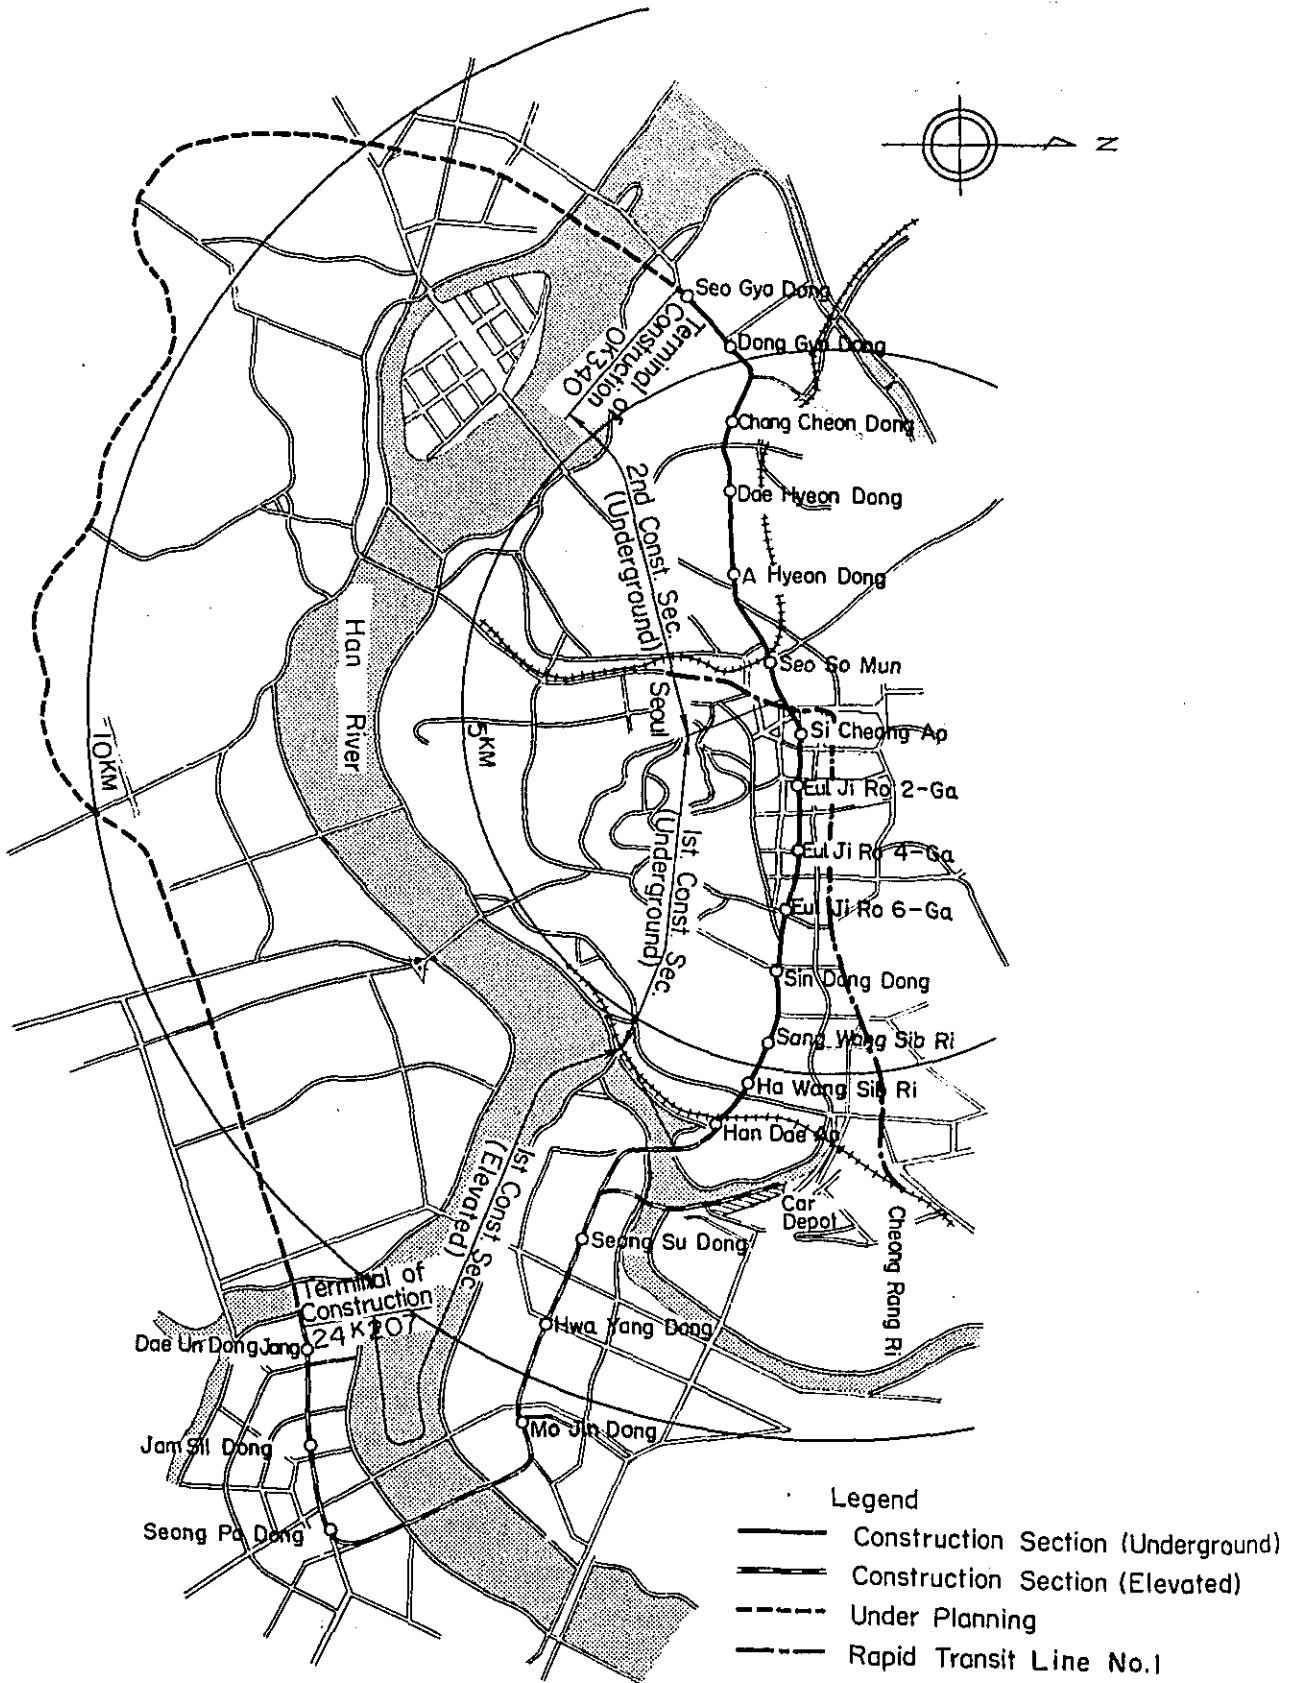 N
Seo Gyo Dong
Dong Gyo Dong
Terminal of
Construction
0K340
Chang Cheon Dong
Dae Hyeon Dong
2nd Const. Sec.
(Underground)
A Hyeon Dong
Han River
Seo So Mun
Seoul
Si Cheong Ap
5KM
10KM
Eul Ji Ro 2-Ga
Eul Ji Ro 4-Ga
1st. Const. Sec.
(Underground)
Eul Ji Ro 6-Ga
Sin Dang Dong
Sang Wang Sib Ri
Ha Wang Sib Ri
Han Dae Ap
1st Const. Sec
(Elevated)
Car
Depot
Cheong Rang Ri
Seong Su Dong
Terminal of
Construction
24K207
Hwa Yang Dong
Dae Un Dong Jang
Mo Jin Dong
Jam Sil Dong
Seong Pa Dong
Legend
Construction Section (Underground)
Construction Section (Elevated)
Under Planning
Rapid Transit Line No.1